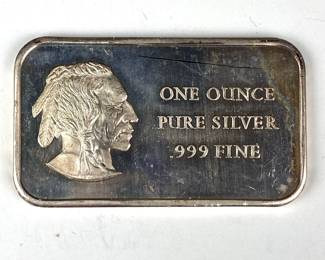 ONE OUNCE
PURE SILVER
.999 FINE